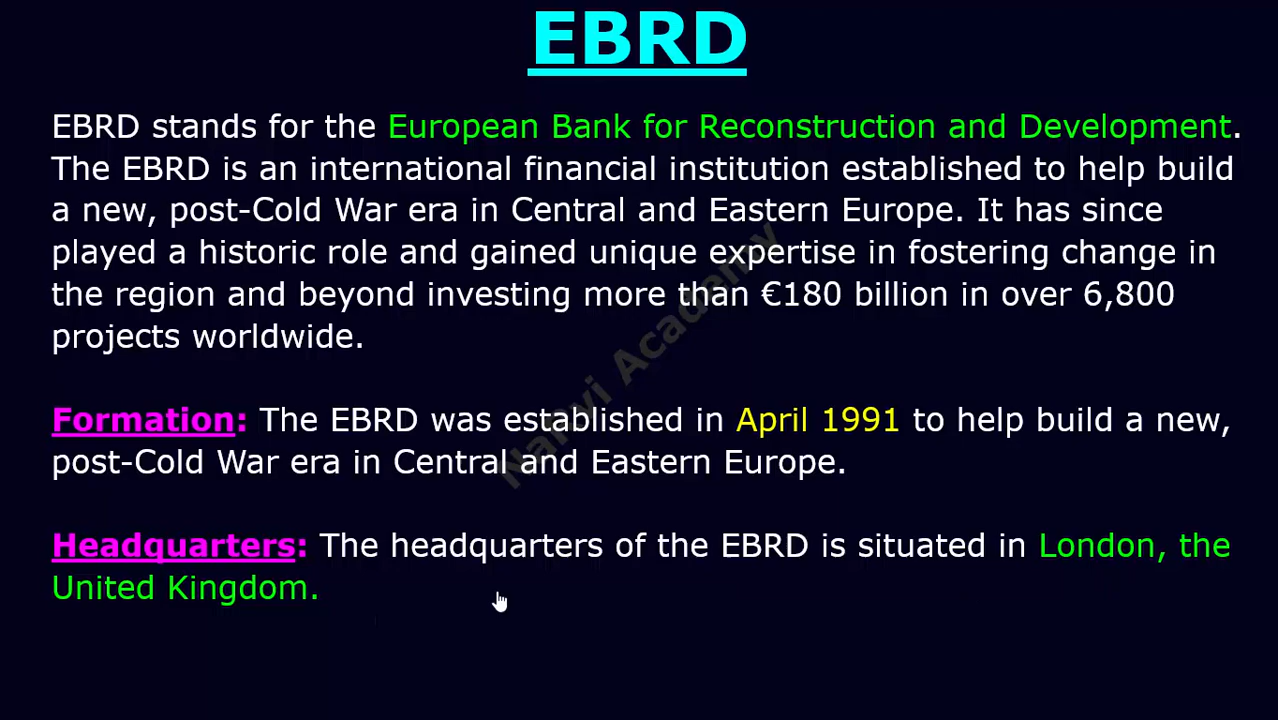 EBRD
EBRD stands for the European Bank for Reconstruction and Development.
The EBRD is an international financial institution established to help build
a new, post-Cold War era in Central and Eastern Europe. It has since
played a historic role and gained unique expertise in fostering change in
the region and beyond investing more than €180 billion in over 6,800
projects worldwide.
Formation: The EBRD was established in April 1991 to help build a new,
post-Cold War era in Central and Eastern Europe.
Headquarters: The headquarters of the EBRD is situated in London, the
United Kingdom.
Academy